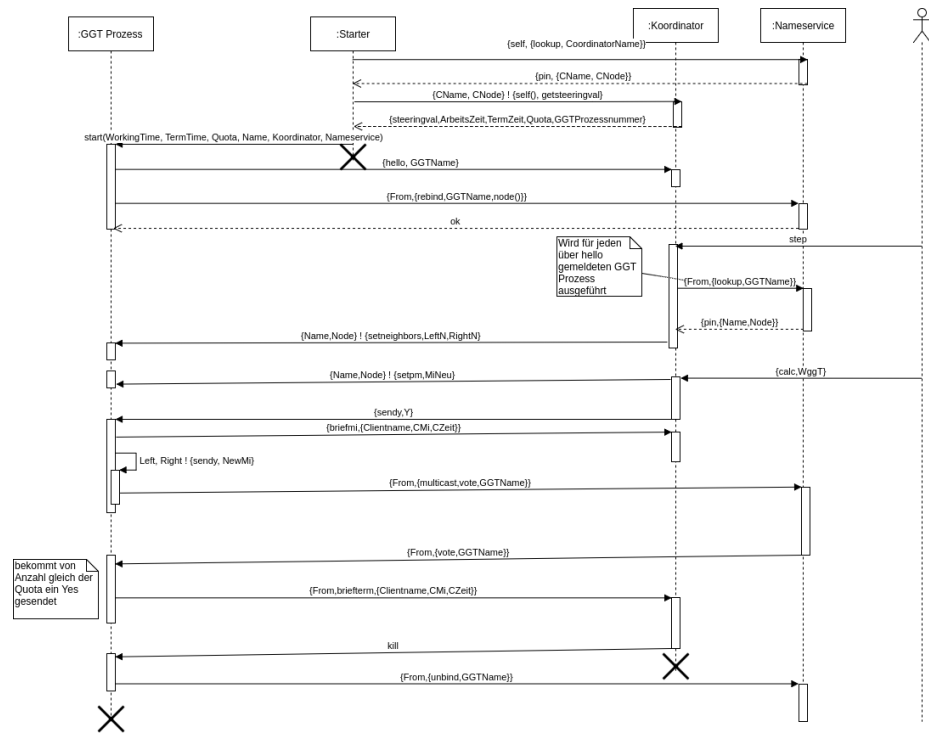 :GGT Prozess
:Starter
:Koordinator
:Nameservice
{self, {lookup, CoordinatorName}}
{pin, {CName, CNode}}
{CName, CNode} ! {self(), getsteeringval}
{steeringval,ArbeitsZeit,TermZeit,Quota,GGTProzessnummer}
start(WorkingTime, TermTime, Quota, Name, Koordinator, Nameservice)
{hello, GGTName}
{From,{rebind,GGTName,node()}}
ok
step
Wird für jeden
über hello
gemeldeten GGT
Prozess
ausgeführt
{From,{lookup,GGTName}}
{pin,{Name,Node}}
{Name,Node} ! {setneighbors,LeftN,RightN}
{Name,Node} ! {setpm,MiNeu}
{calc,WggT}
{sendy,Y}
{briefmi,{Clientname,CMi,CZeit}}
Left, Right ! {sendy, NewMi}
{From,{multicast,vote,GGTName}}
{From,{vote,GGTName}}
bekommt von
Anzahl gleich der
Quota ein Yes
gesendet
{From,briefterm,{Clientname,CMi,CZeit}}
kill
{From,{unbind,GGTName}}